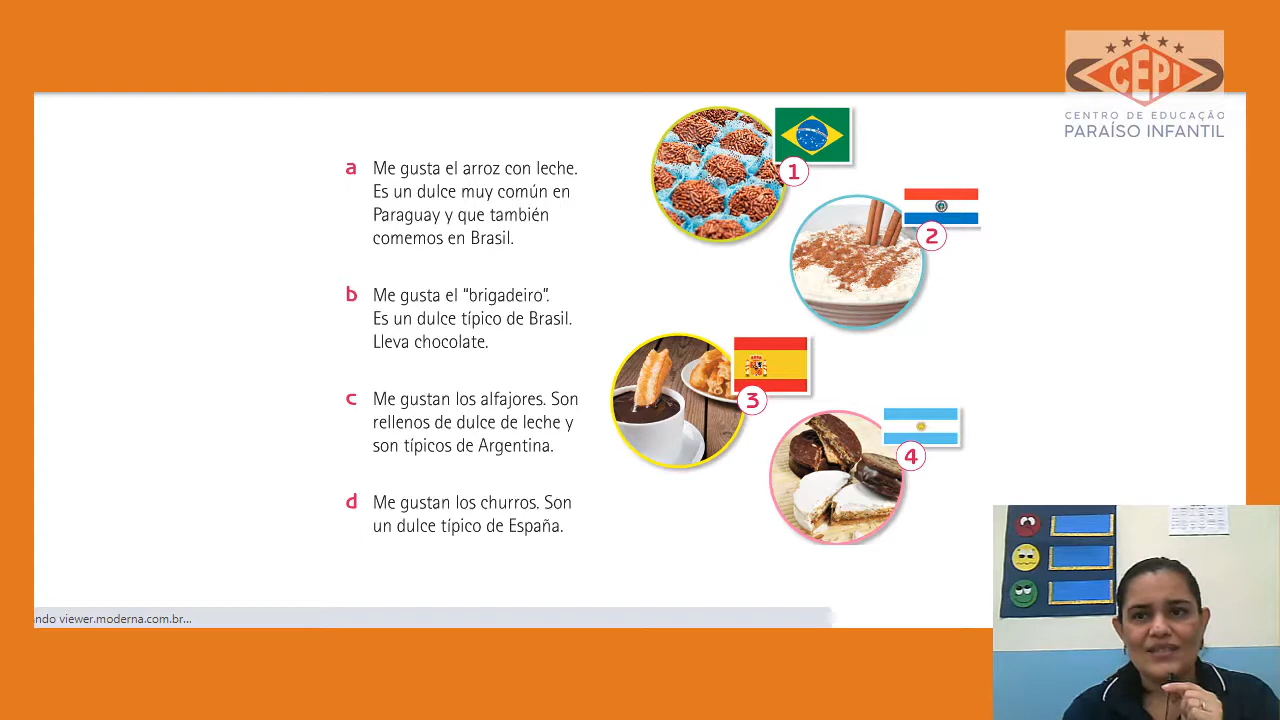 CEPI
CENTRO DE EDUCAÇÃO
PARAÍSO INFANTIL
a Me gusta el arroz con leche.
Es un dulce muy común en
Paraguay y que también
comemos en Brasil.
b Me gusta el “brigadeiro”.
Es un dulce típico de Brasil.
Lleva chocolate.
c Me gustan los alfajores. Son
rellenos de dulce de leche y
son típicos de Argentina.
d Me gustan los churros. Son
un dulce típico de España.
1
2
3
4
ando viewer.moderna.com.br...